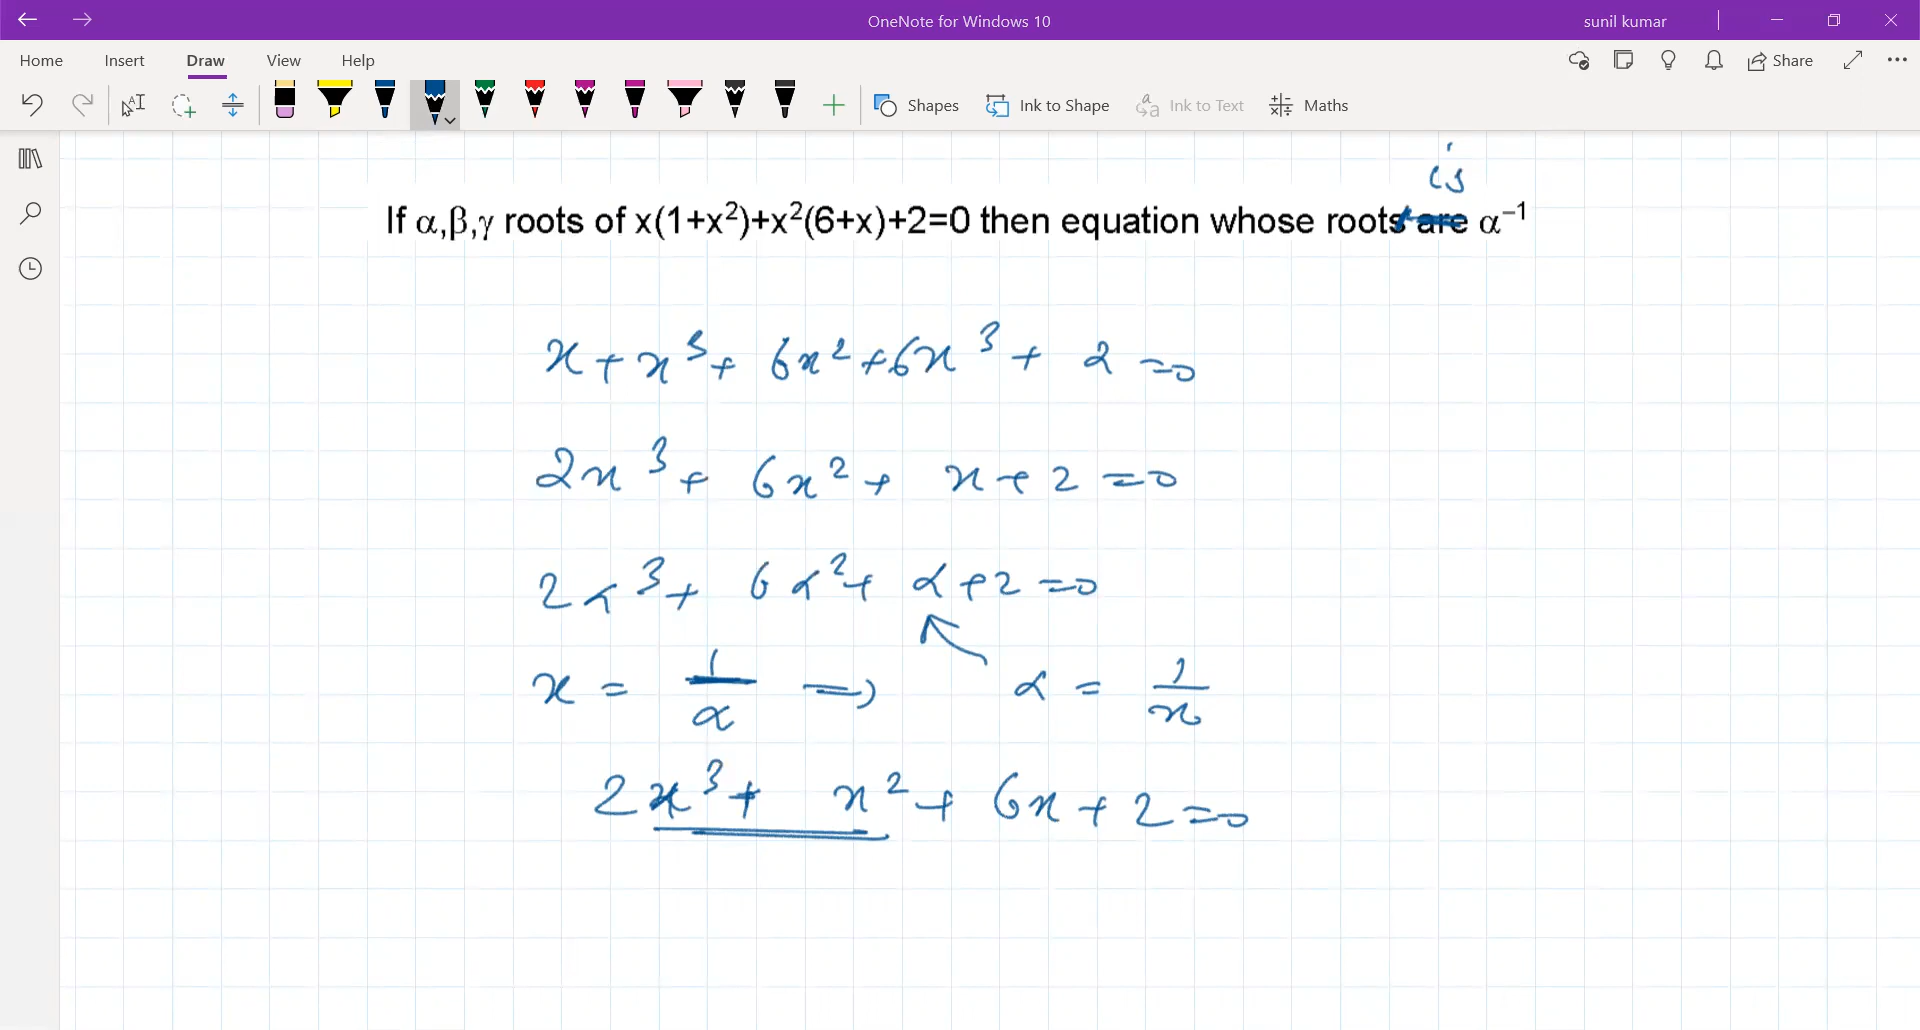 OneNote for Windows 10
sunil kumar
Home Insert Draw View Help
Share
Shapes Ink to Shape Ink to Text Maths
is
If α,β,γ roots of x(1+x²)+x²(6+x)+2=0 then equation whose roots are α⁻¹
x + x³ + 6x² + 6x³ + 2 = 0
2x³ + 6x² + x + 2 = 0
2α³ + 6α² + α + 2 = 0
x = 1/α ⇒ α = 1/x
2x³ + x² + 6x + 2 = 0